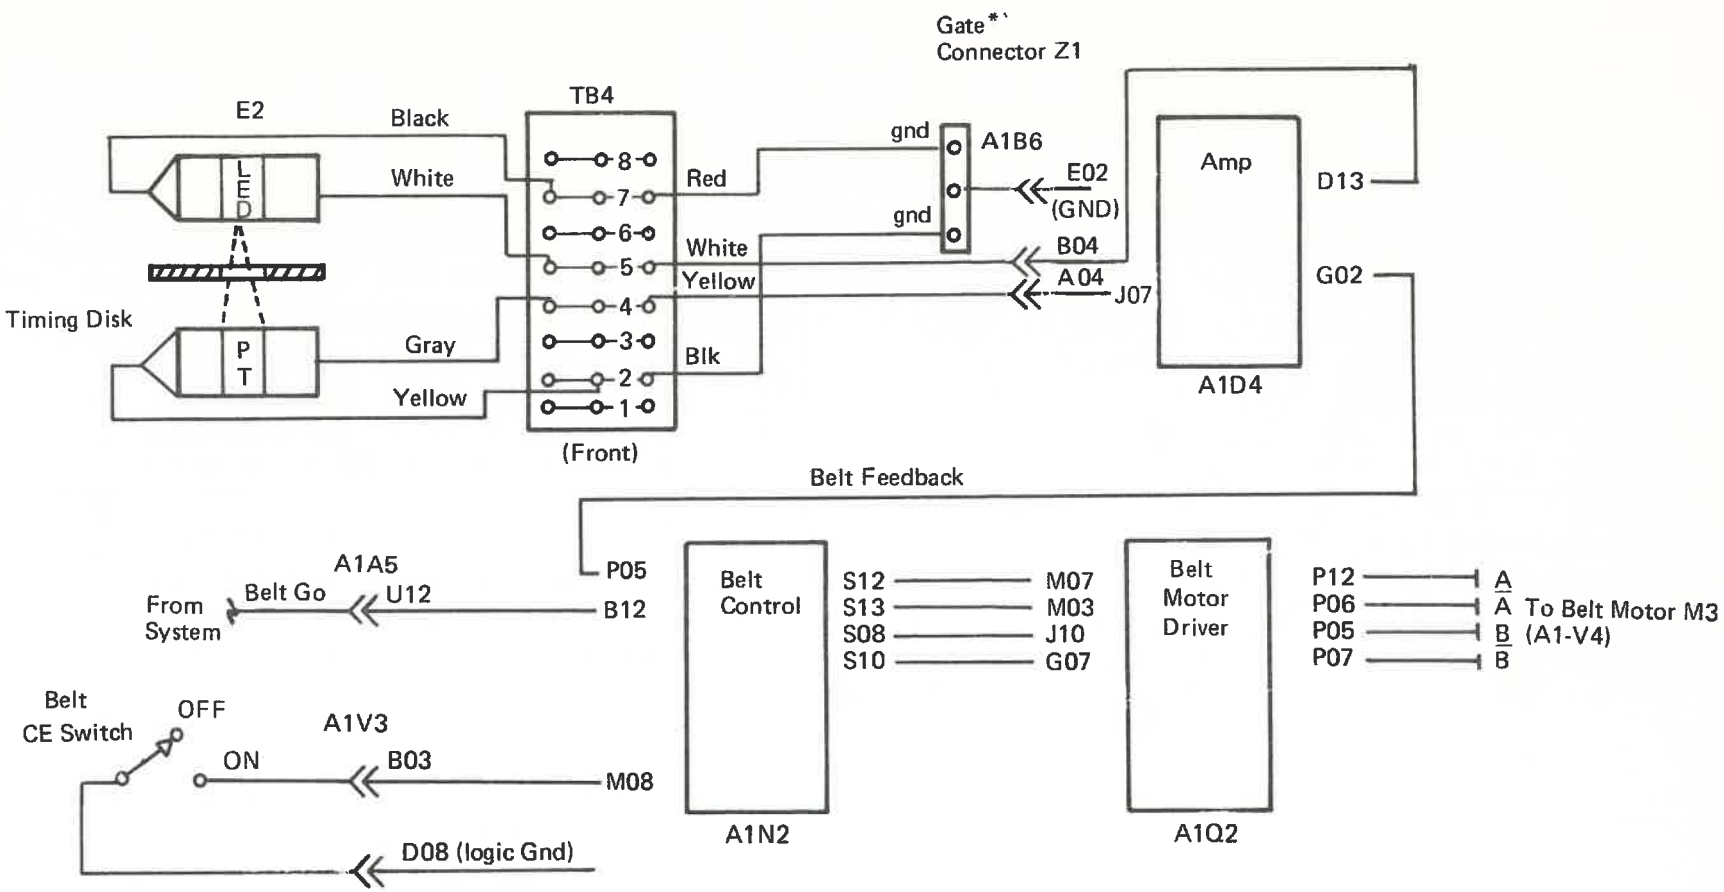 Gate*
Connector Z1
E2
Black
TB4
gnd
A1B6
LED
White
8
Red
7
E02
(GND)
Amp
D13
6
gnd
White
B04
5
Yellow
A04
J07
G02
Timing Disk
4
PT
Gray
3
Blk
2
Yellow
1
A1D4
(Front)
Belt Feedback
A1A5
P05
From
System
Belt Go
U12
B12
Belt
Control
S12
M07
S13
M03
S08
J10
S10
G07
Belt
Motor
Driver
P12
A
P06
A
To Belt Motor M3
P05
B
(A1-V4)
P07
B
Belt
CE Switch
OFF
ON
A1V3
B03
M08
A1N2
A1Q2
D08 (logic Gnd)